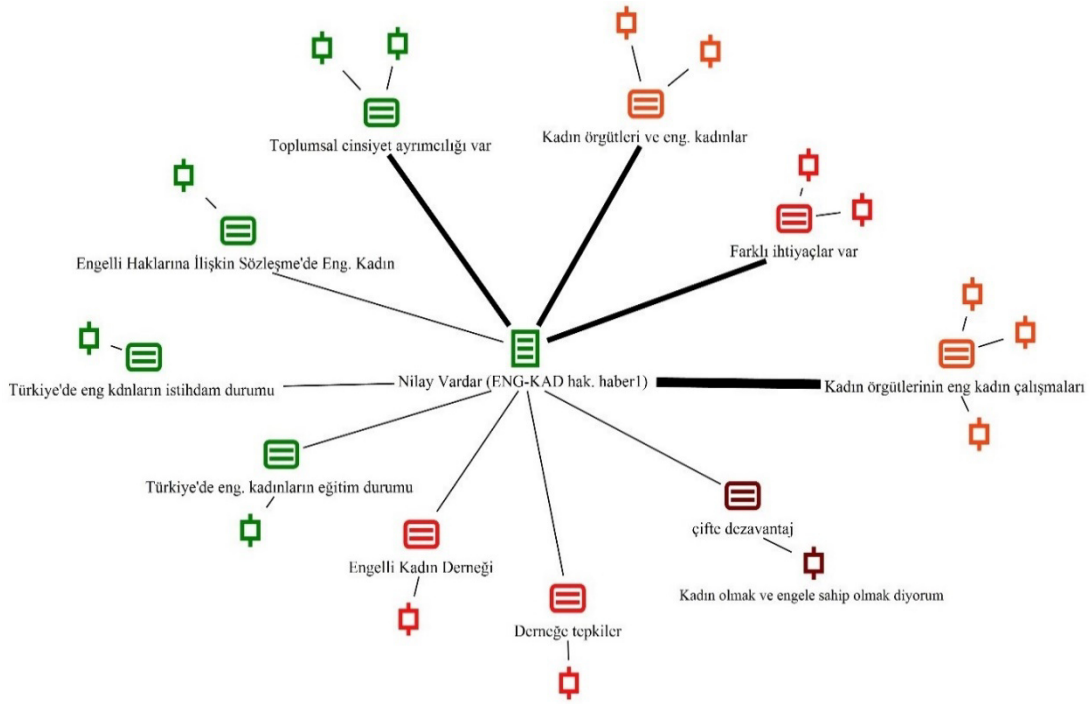 Toplumsal cinsiyet ayrımcılığı var
Kadın örgütleri ve eng. kadınlar
Farklı ihtiyaçlar var
Engelli Haklarına İlişkin Sözleşme'de Eng. Kadın
Türkiye'de eng kdnların istihdam durumu
Nilay Vardar (ENG-KAD hak. haber1)
Kadın örgütlerinin eng kadın çalışmaları
Türkiye'de eng. kadınların eğitim durumu
çifte dezavantaj
Engelli Kadın Derneği
Kadın olmak ve engele sahip olmak diyorum
Derneğe tepkiler